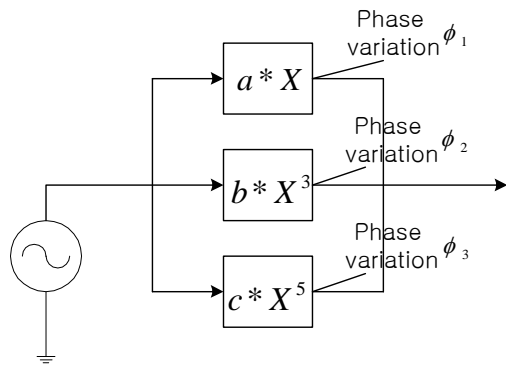 Phase
variation ϕ₁
a * X
Phase
variation ϕ₂
b * X³
Phase
variation ϕ₃
c * X⁵